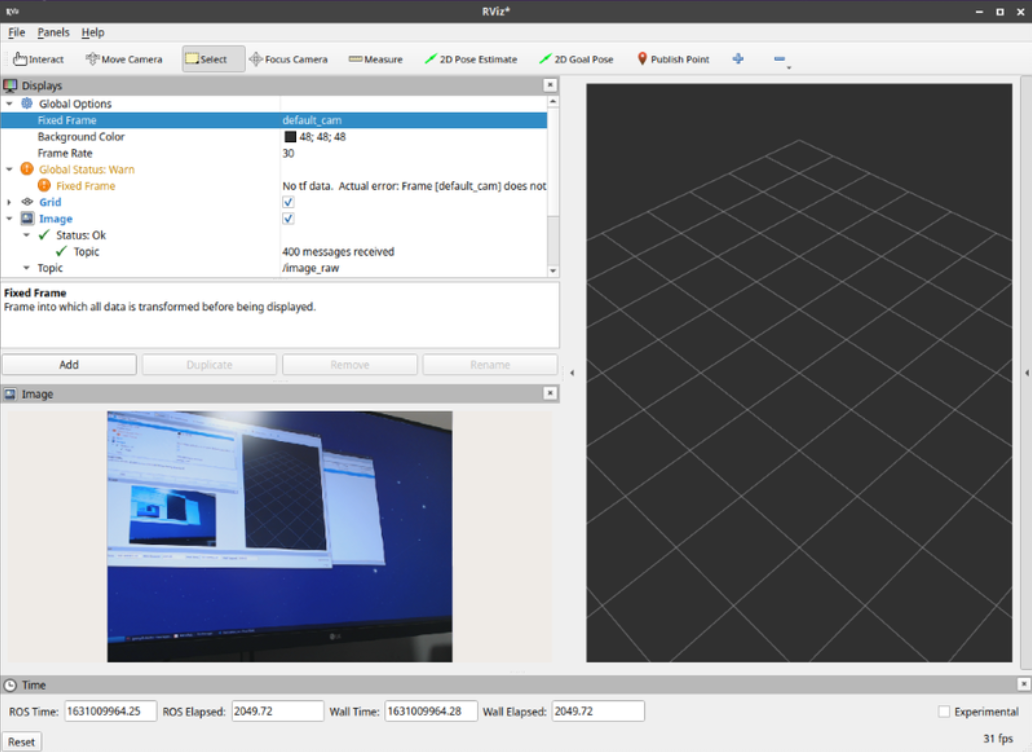 RViz*
File Panels Help
Interact Move Camera Select Focus Camera Measure 2D Pose Estimate 2D Goal Pose Publish Point
Displays
Global Options
Fixed Frame default_cam
Background Color 48; 48; 48
Frame Rate 30
Global Status: Warn
Fixed Frame No tf data. Actual error: Frame [default_cam] does not
Grid
Image
Status: Ok
Topic 400 messages received
Topic /image_raw
Fixed Frame
Frame into which all data is transformed before being displayed.
Add Duplicate Remove Rename
Image
LG
Time
ROS Time: 1631009964.25 ROS Elapsed: 2049.72 Wall Time: 1631009964.28 Wall Elapsed: 2049.72 Experimental
Reset 31 fps